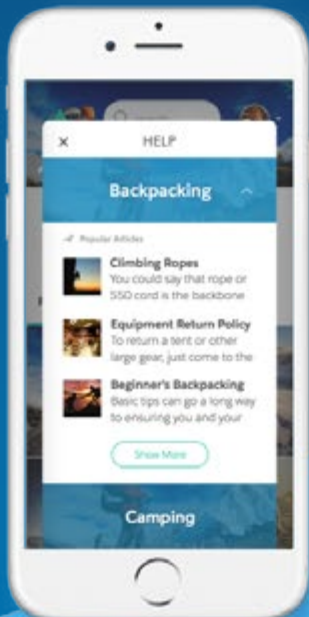 HELP
Backpacking
Popular Articles
Climbing Ropes
You could say that rope or
550 cord is the backbone
Equipment Return Policy
To return a tent or other
large gear, just come to the
Beginner's Backpacking
Basic tips can go a long way
to ensuring you and your
Show More
Camping